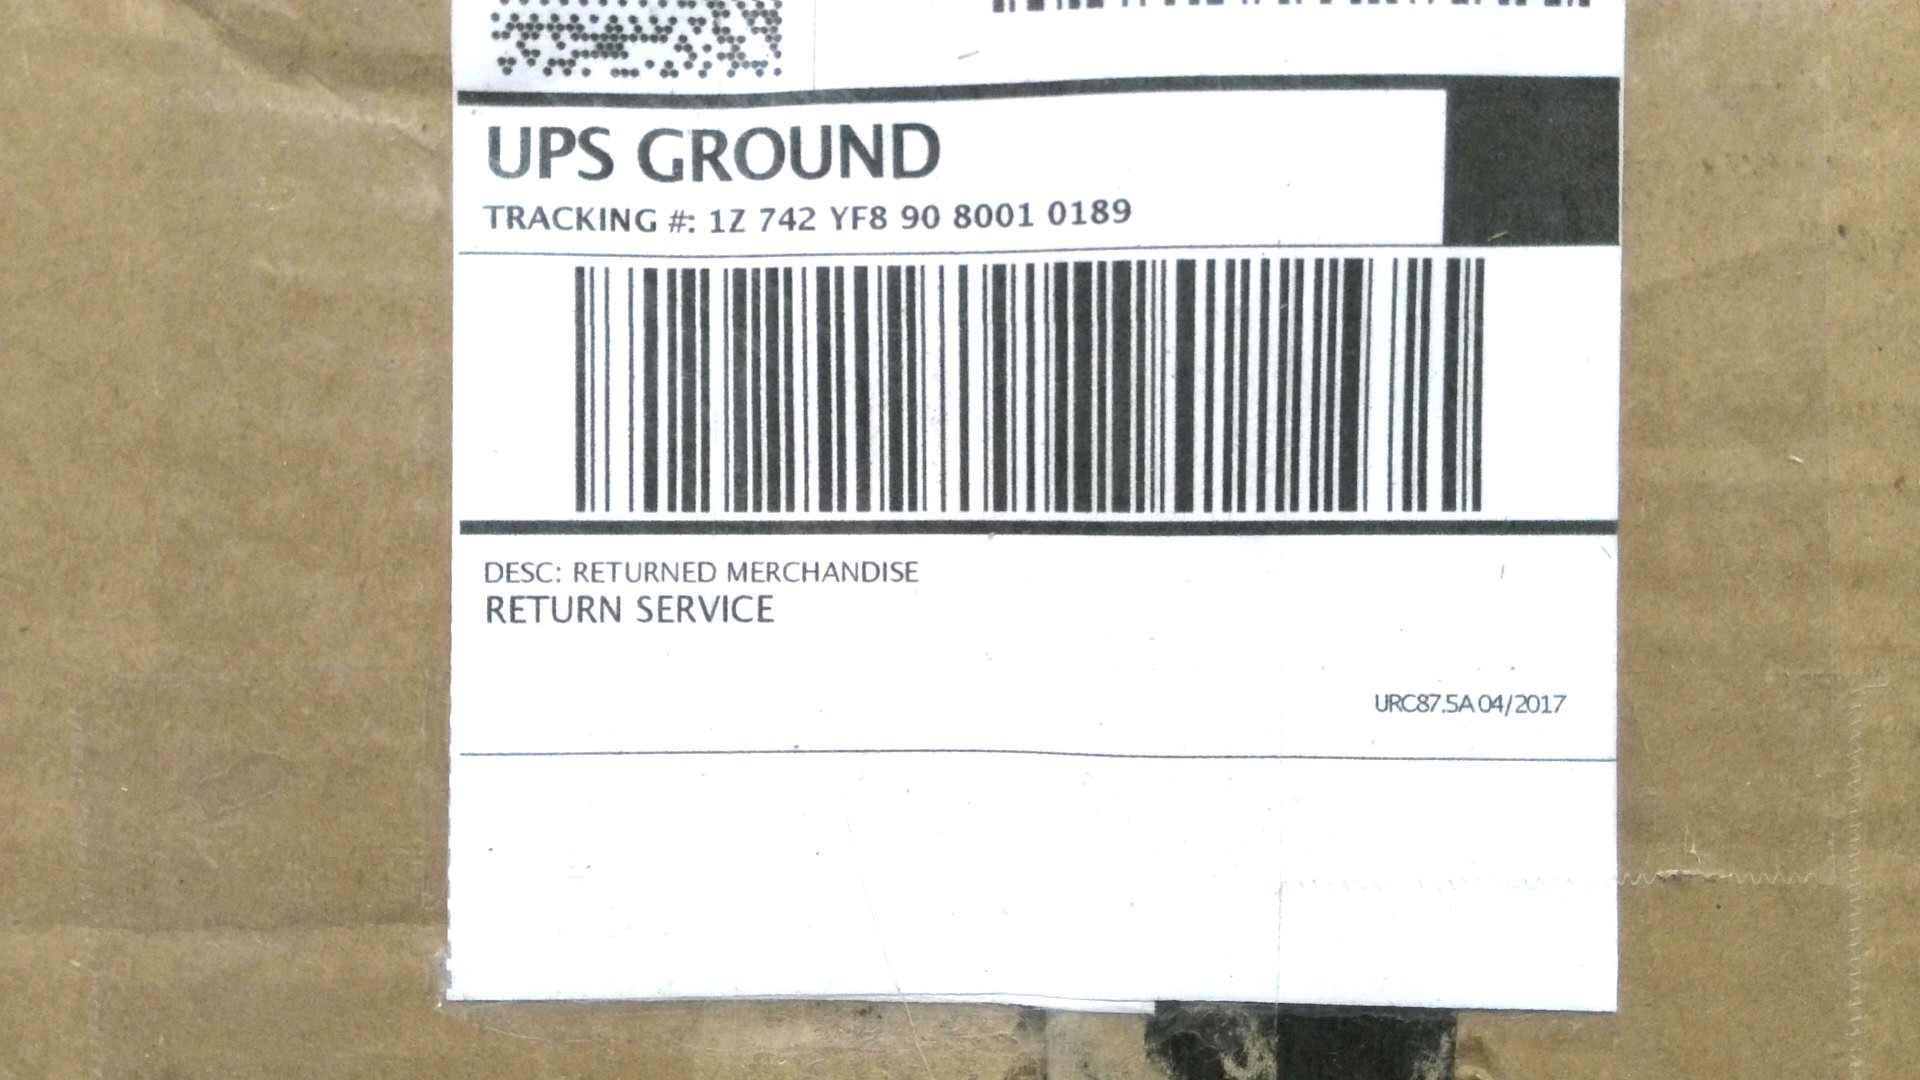 UPS GROUND
TRACKING #: 1Z 742 YF8 90 8001 0189
DESC: RETURNED MERCHANDISE
RETURN SERVICE
URC87.5A 04/2017